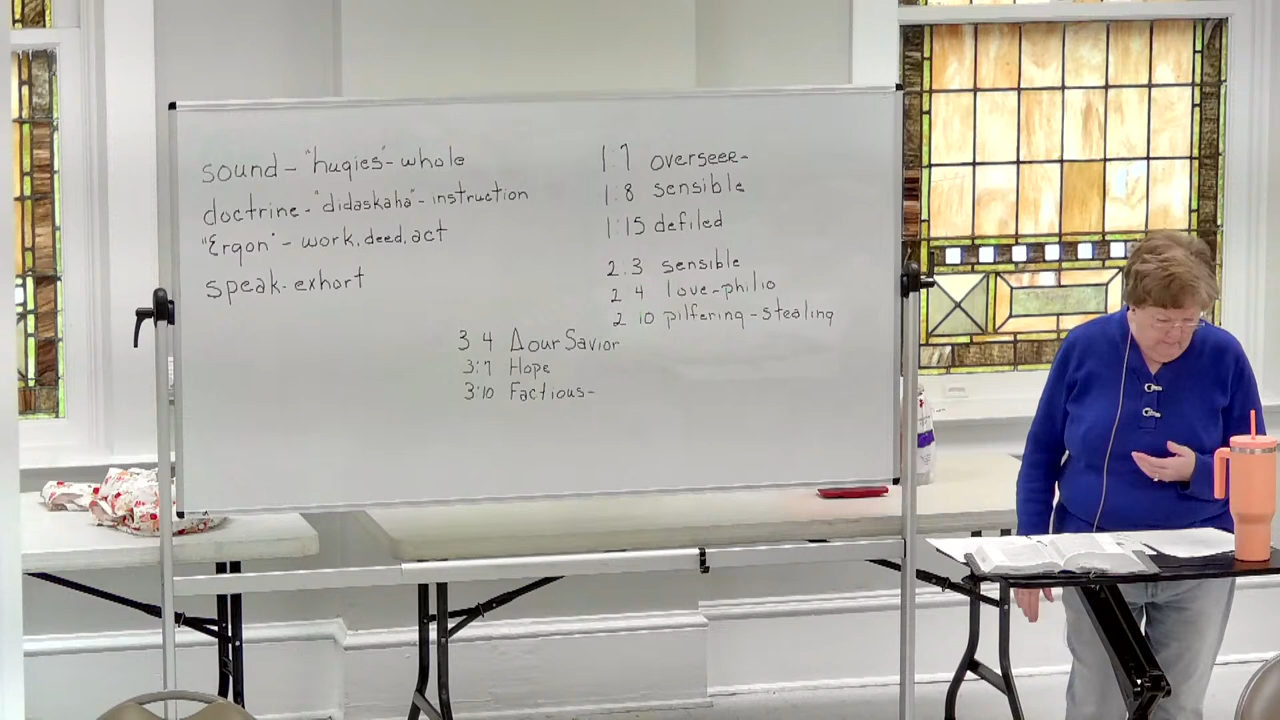 sound - "hugies" - whole
doctrine - "didaskaha" - instruction
"Ergon" - work, deed, act
speak - exhort
1:7 overseer-
1:8 sensible
1:15 defiled
2.3 sensible
2 4 love-philio
2 10 pilfering - stealing
3 4 Δ our Savior
3:7 Hope
3:10 Factious-